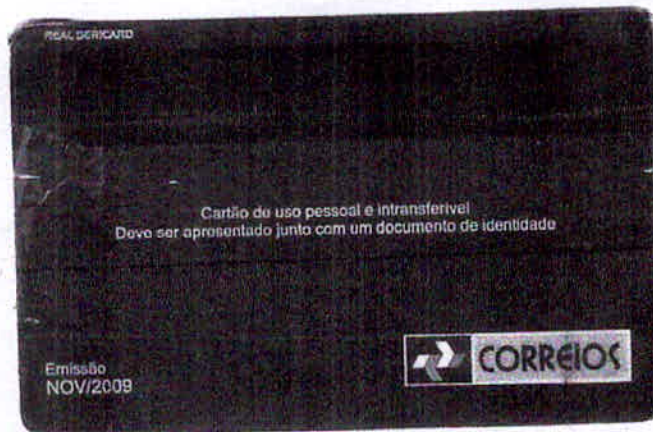 Cartão de uso pessoal e intransferível
Deve ser apresentado junto com um documento de identidade
Emissão
NOV/2009
CORREIOS